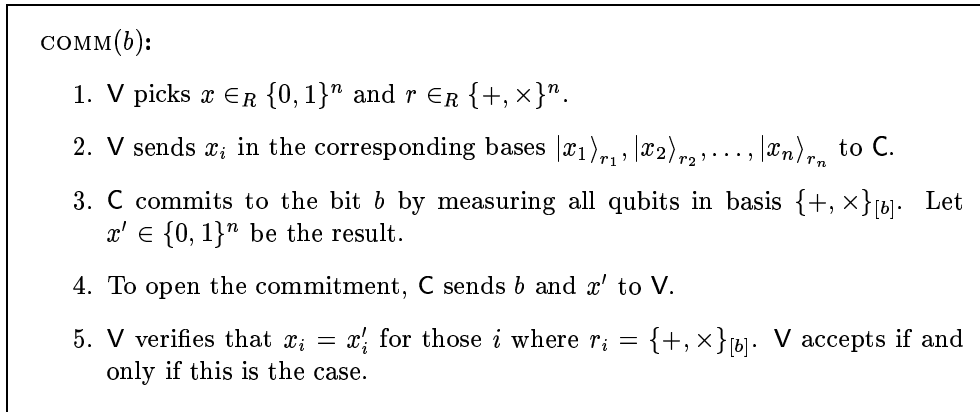 COMM(b):
1. V picks x ∈R {0, 1}^n and r ∈R {+, ×}^n.
2. V sends x_i in the corresponding bases |x_1⟩_{r_1}, |x_2⟩_{r_2}, . . . , |x_n⟩_{r_n} to C.
3. C commits to the bit b by measuring all qubits in basis {+, ×}_{[b]}. Let
x′ ∈ {0, 1}^n be the result.
4. To open the commitment, C sends b and x′ to V.
5. V verifies that x_i = x′_i for those i where r_i = {+, ×}_{[b]}. V accepts if and
only if this is the case.